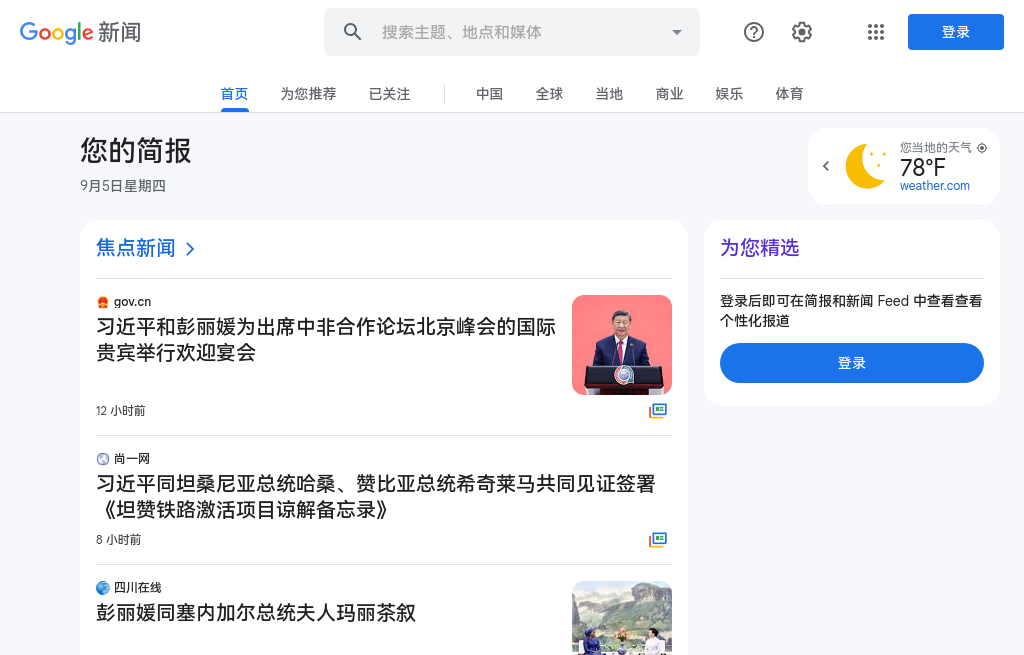 Google 新闻
搜索主题、地点和媒体
登录
首页
为您推荐
已关注
中国
全球
当地
商业
娱乐
体育
您的简报
9月5日星期四
您当地的天气
78°F
weather.com
焦点新闻
gov.cn
习近平和彭丽媛为出席中非合作论坛北京峰会的国际
贵宾举行欢迎宴会
12 小时前
尚一网
习近平同坦桑尼亚总统哈桑、赞比亚总统希奇莱马共同见证签署
《坦赞铁路激活项目谅解备忘录》
8 小时前
四川在线
彭丽媛同塞内加尔总统夫人玛丽茶叙
为您精选
登录后即可在简报和新闻 Feed 中查看查看
个性化报道
登录